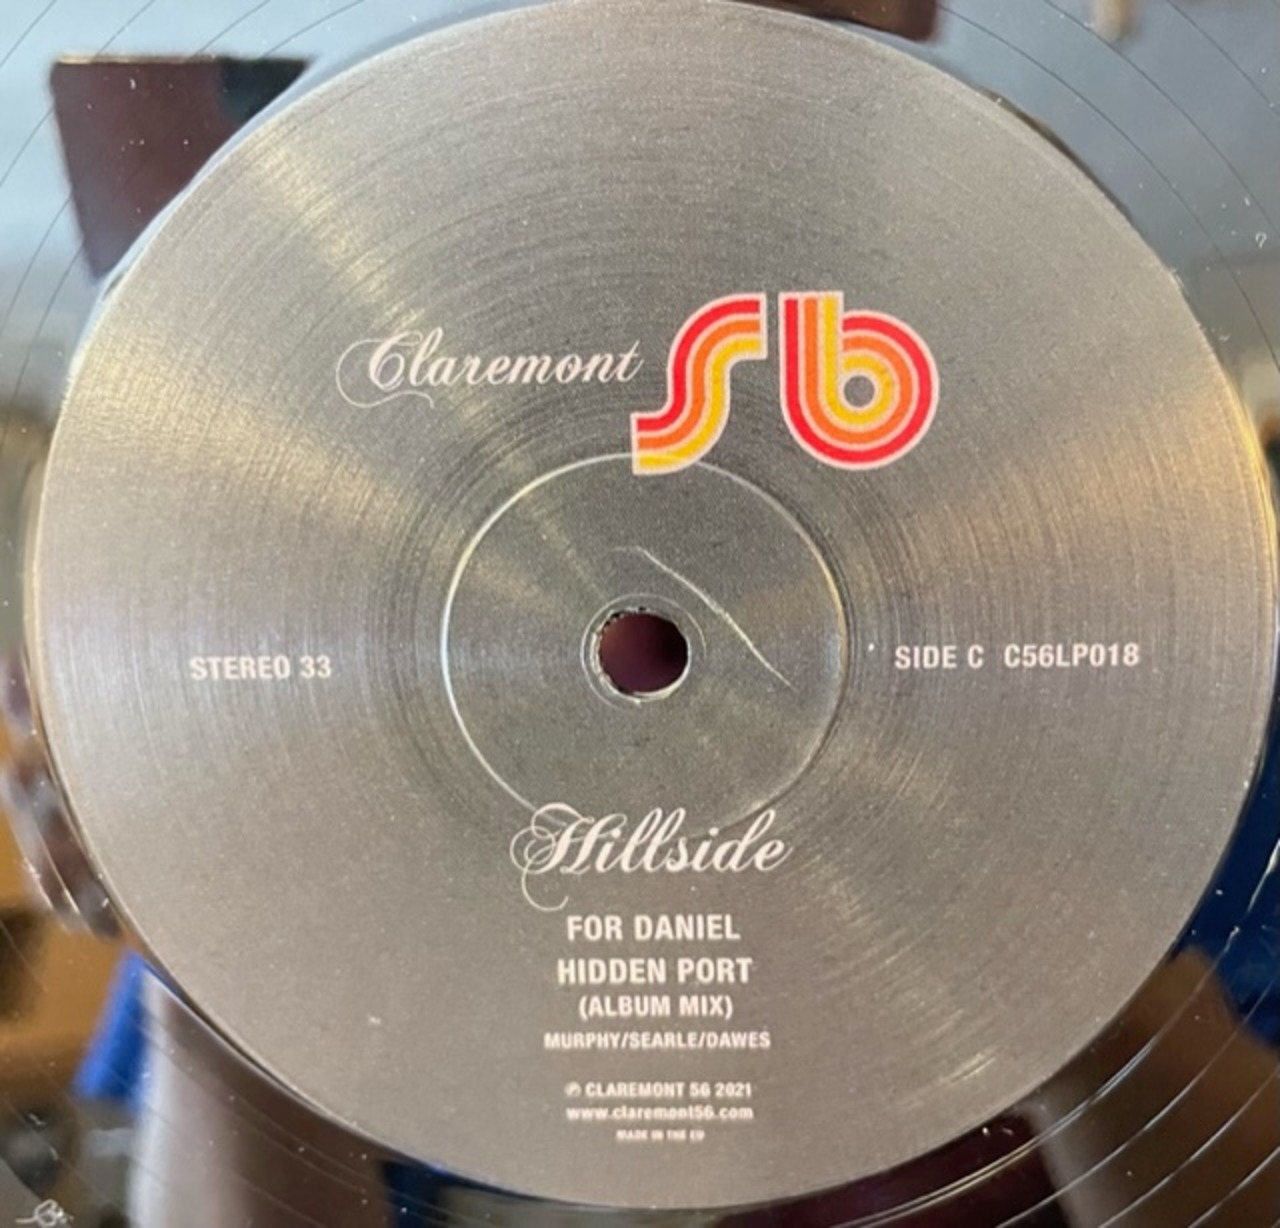 Claremont 56
STEREO 33
SIDE C C56LP018
Hillside
FOR DANIEL
HIDDEN PORT
(ALBUM MIX)
MURPHY/SEARLE/DAWES
℗ CLAREMONT 56 2021
www.claremont56.com
MADE IN THE EU